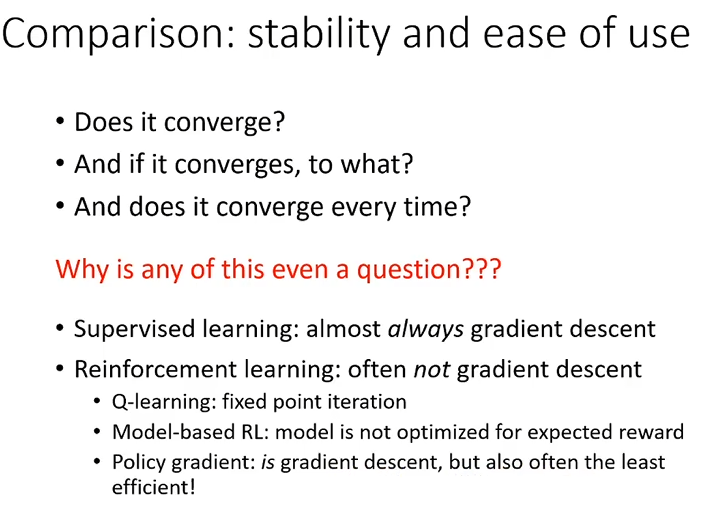 Comparison: stability and ease of use
• Does it converge?
• And if it converges, to what?
• And does it converge every time?
Why is any of this even a question???
• Supervised learning: almost always gradient descent
• Reinforcement learning: often not gradient descent
• Q-learning: fixed point iteration
• Model-based RL: model is not optimized for expected reward
• Policy gradient: is gradient descent, but also often the least
efficient!